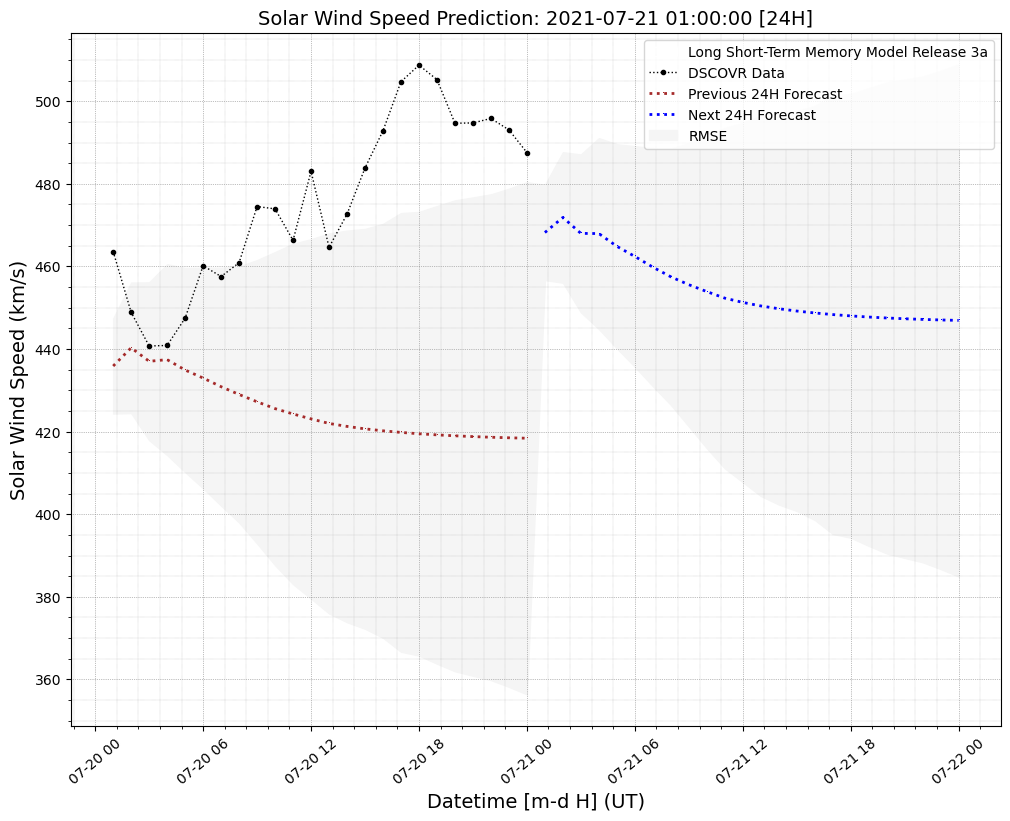 Solar Wind Speed Prediction: 2021-07-21 01:00:00 [24H]
Long Short-Term Memory Model Release 3a
DSCOVR Data
Previous 24H Forecast
Next 24H Forecast
RMSE
Solar Wind Speed (km/s)
500
480
460
440
420
400
380
360
07-20 00
07-20 06
07-20 12
07-20 18
07-21 00
07-21 06
07-21 12
07-21 18
07-22 00
Datetime [m-d H] (UT)